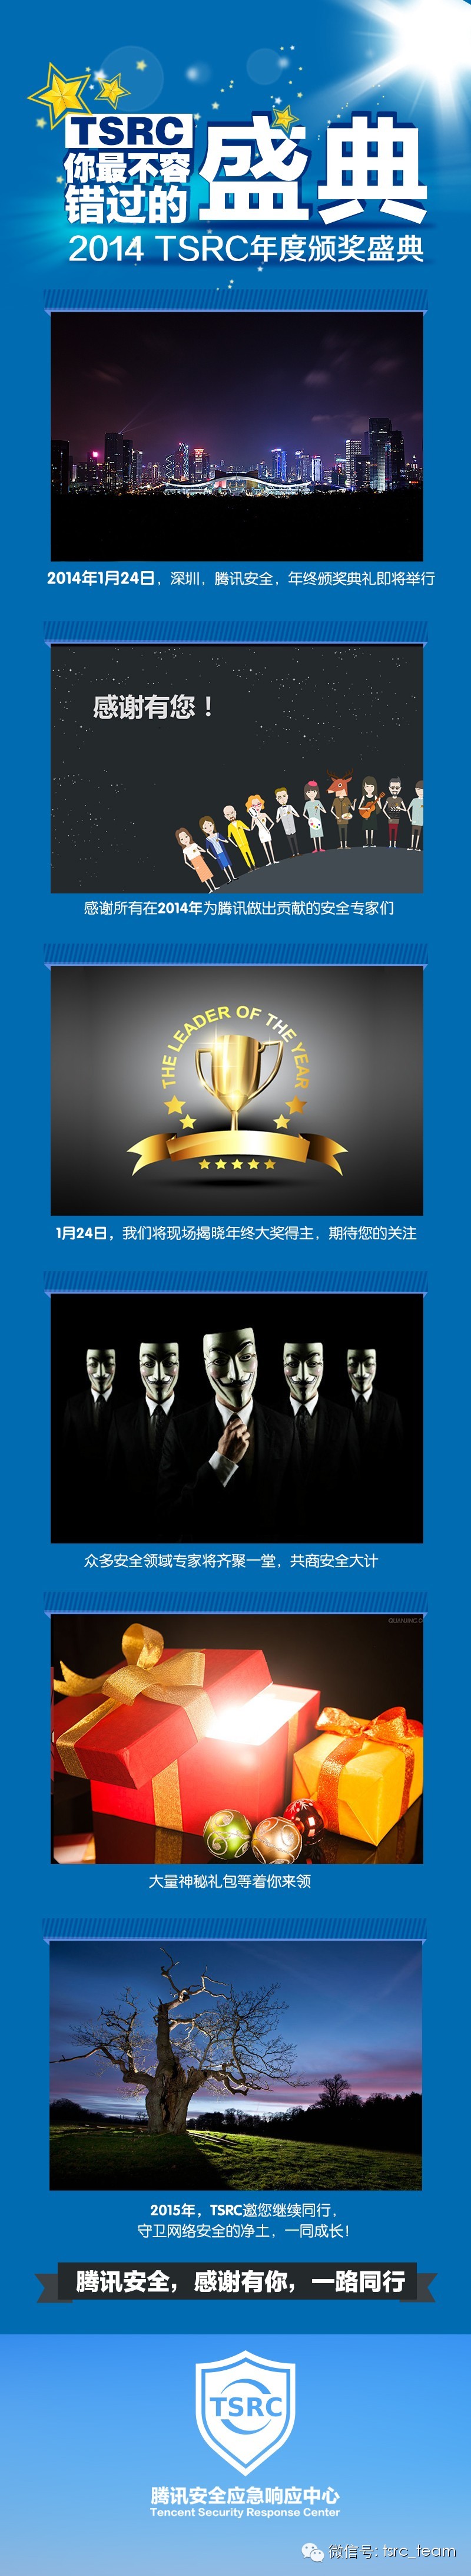 TSRC
你最不容
错过的
盛典
2014 TSRC年度颁奖盛典
2014年1月24日，深圳，腾讯安全，年终颁奖典礼即将举行
感谢有您！
感谢所有在2014年为腾讯做出贡献的安全专家们
THE LEADER OF THE YEAR
1月24日，我们将现场揭晓年终大奖得主，期待您的关注
众多安全领域专家将齐聚一堂，共商安全大计
大量神秘礼包等着你来领
2015年，TSRC邀您继续同行，
守卫网络安全的净土，一同成长！
腾讯安全，感谢有你，一路同行
TSRC
腾讯安全应急响应中心
Tencent Security Response Center
微信号: tsrc_team